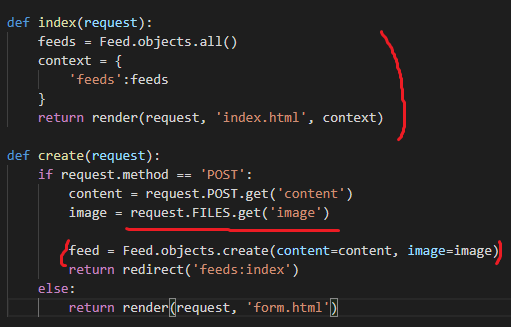 def index(request):
    feeds = Feed.objects.all()
    context = {
        'feeds':feeds
    }
    return render(request, 'index.html', context)

def create(request):
    if request.method == 'POST':
        content = request.POST.get('content')
        image = request.FILES.get('image')

        feed = Feed.objects.create(content=content, image=image)
        return redirect('feeds:index')
    else:
        return render(request, 'form.html')